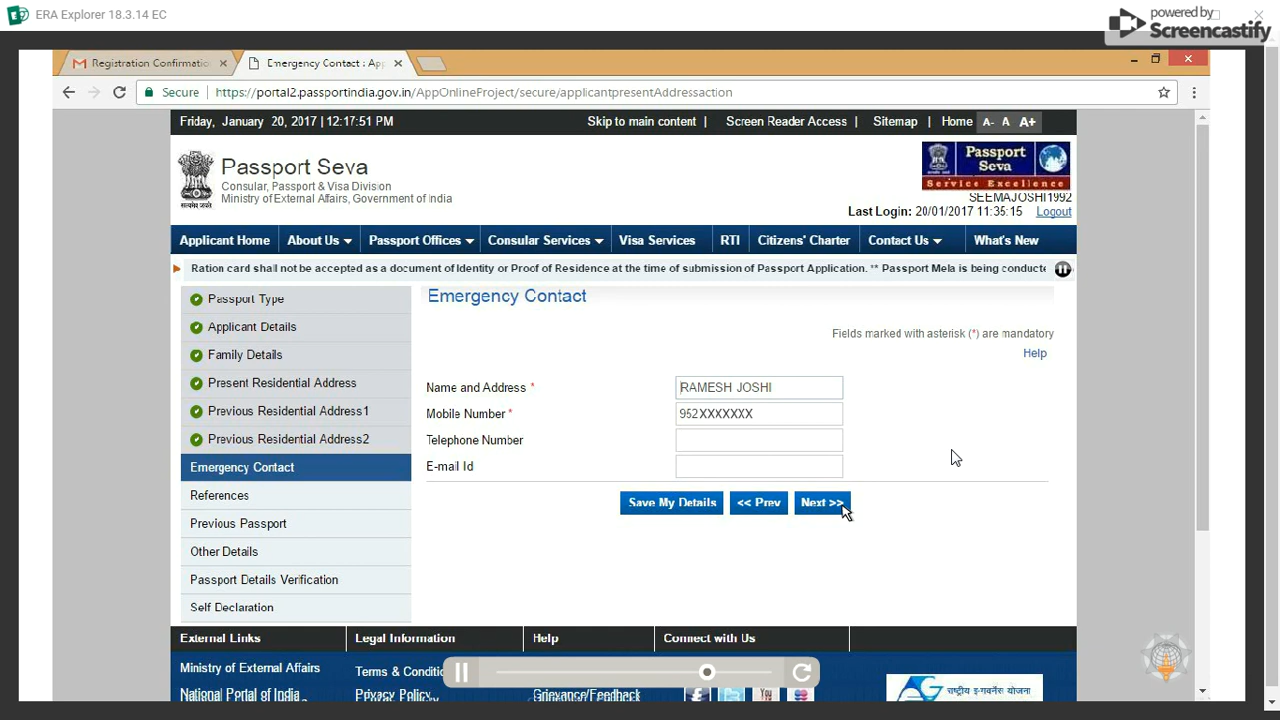 ERA Explorer 18.3.14 EC
powered by
Screencastify
Registration Confirmatio
Emergency Contact : App
Secure
https://portal2.passportindia.gov.in/AppOnlineProject/secure/applicantpresentAddressaction
Friday, January 20, 2017 | 12:17:51 PM
Skip to main content | Screen Reader Access | Sitemap | Home A- A A+
Passport Seva
Consular, Passport & Visa Division
Ministry of External Affairs, Government of India
सत्यमेव जयते
Passport
Seva
Service Excellence
SEEMAJOSHI1992
Last Login: 20/01/2017 11:35:15 Logout
Applicant Home About Us Passport Offices Consular Services Visa Services RTI Citizens' Charter Contact Us What's New
Ration card shall not be accepted as a document of Identity or Proof of Residence at the time of submission of Passport Application. ** Passport Mela is being conducte
Passport Type
Applicant Details
Family Details
Present Residential Address
Previous Residential Address1
Previous Residential Address2
Emergency Contact
References
Previous Passport
Other Details
Passport Details Verification
Self Declaration
Emergency Contact
Fields marked with asterisk (*) are mandatory
Help
Name and Address * RAMESH JOSHI
Mobile Number * 952XXXXXXX
Telephone Number
E-mail Id
Save My Details << Prev Next >>
External Links Legal Information Help Connect with Us
Ministry of External Affairs Terms & Conditio
National Portal of India Privacy Policy Grievance/Feedback
राष्ट्रीय इ-गवर्नेंस योजना